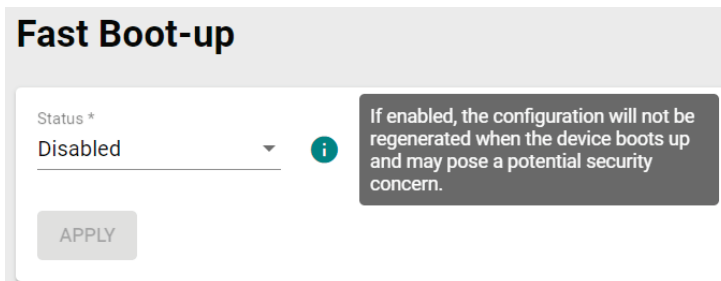 Fast Boot-up
Status *
Disabled
i
If enabled, the configuration will not be
regenerated when the device boots up
and may pose a potential security
concern.
APPLY